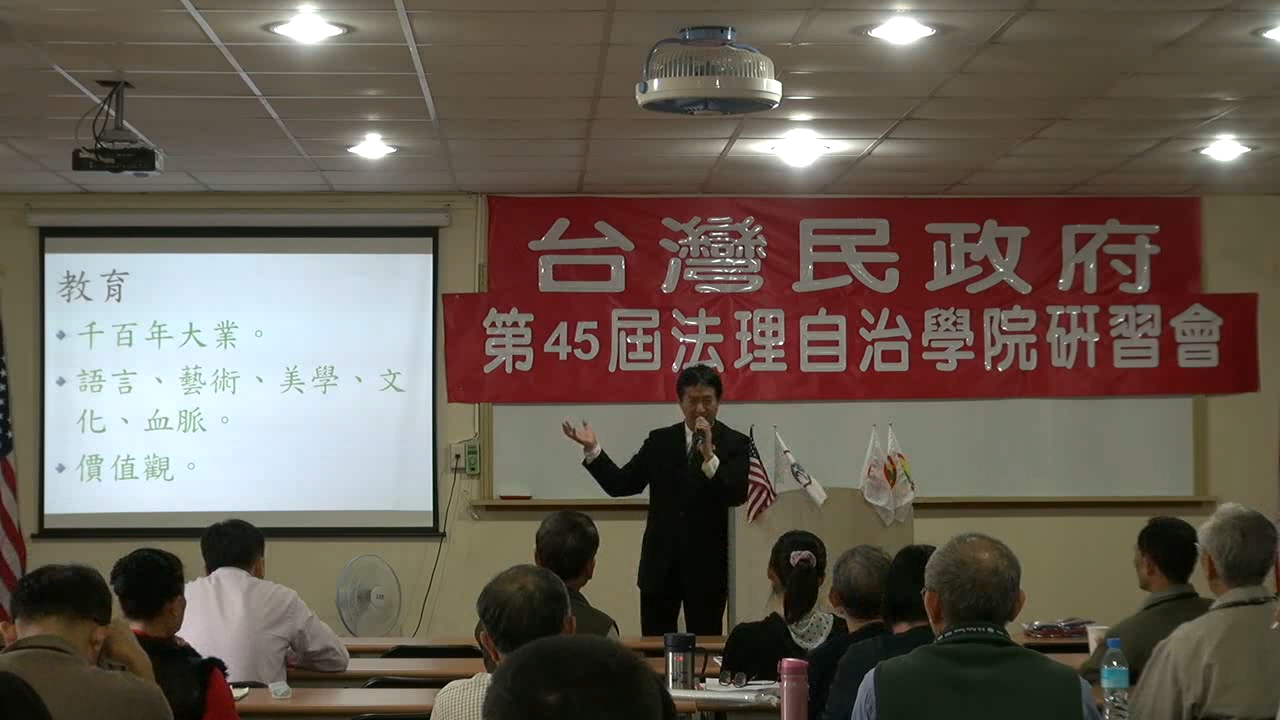 台灣民政府
第45屆法理自治學院研習會
教育
千百年大業。
語言、藝術、美學、文
化、血脈。
價值觀。